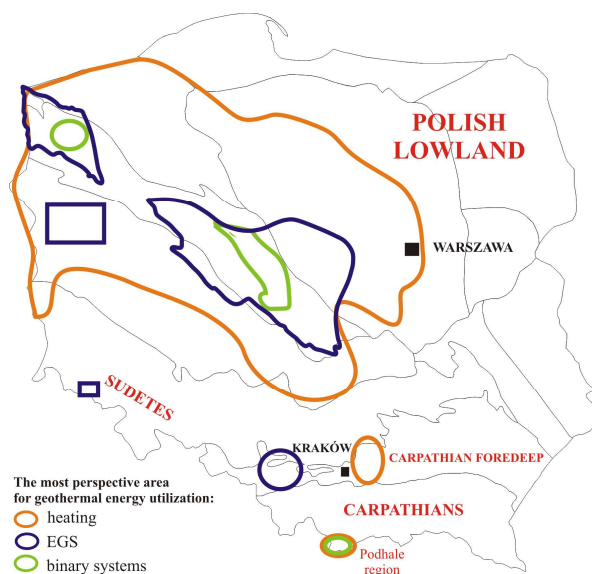 POLISH
LOWLAND
WARSZAWA
SUDETES
KRAKÓW
CARPATHIAN FOREDEEP
CARPATHIANS
Podhale
region
The most perspective area
for geothermal energy utilization:
heating
EGS
binary systems